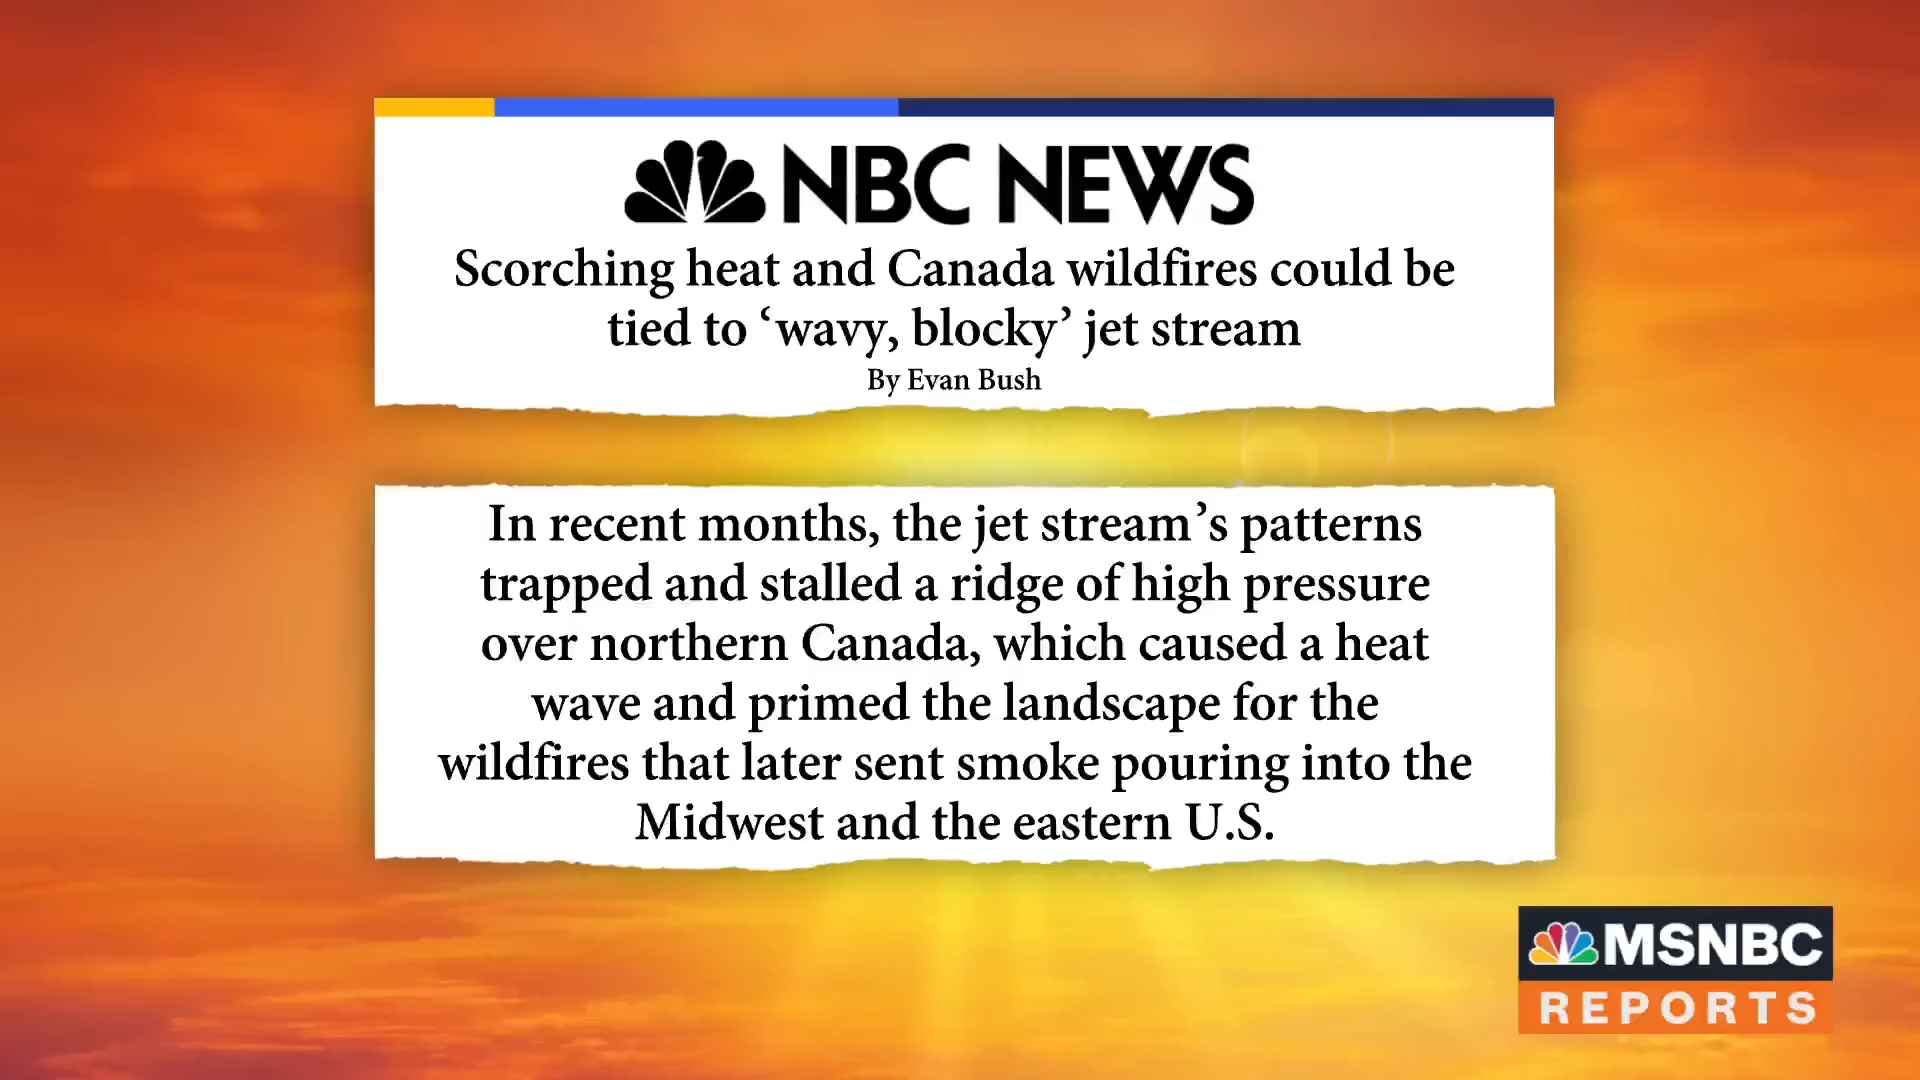 NBC NEWS
Scorching heat and Canada wildfires could be
tied to ‘wavy, blocky’ jet stream
By Evan Bush
In recent months, the jet stream’s patterns
trapped and stalled a ridge of high pressure
over northern Canada, which caused a heat
wave and primed the landscape for the
wildfires that later sent smoke pouring into the
Midwest and the eastern U.S.
MSNBC
REPORTS